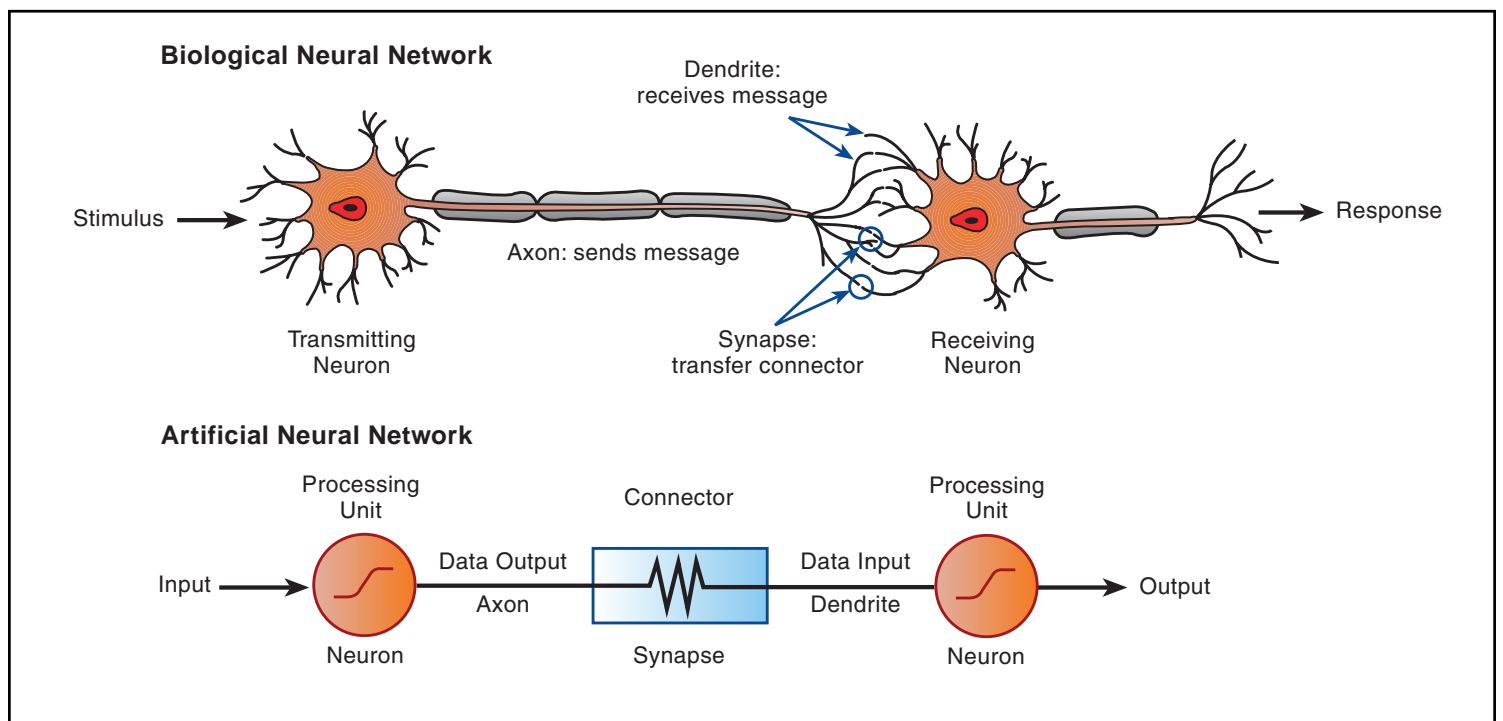 Biological Neural Network
Dendrite:
receives message
Stimulus
Response
Axon: sends message
Transmitting
Neuron
Synapse:
transfer connector
Receiving
Neuron
Artificial Neural Network
Processing
Unit
Connector
Processing
Unit
Input
Data Output
Axon
Data Input
Dendrite
Output
Neuron
Synapse
Neuron